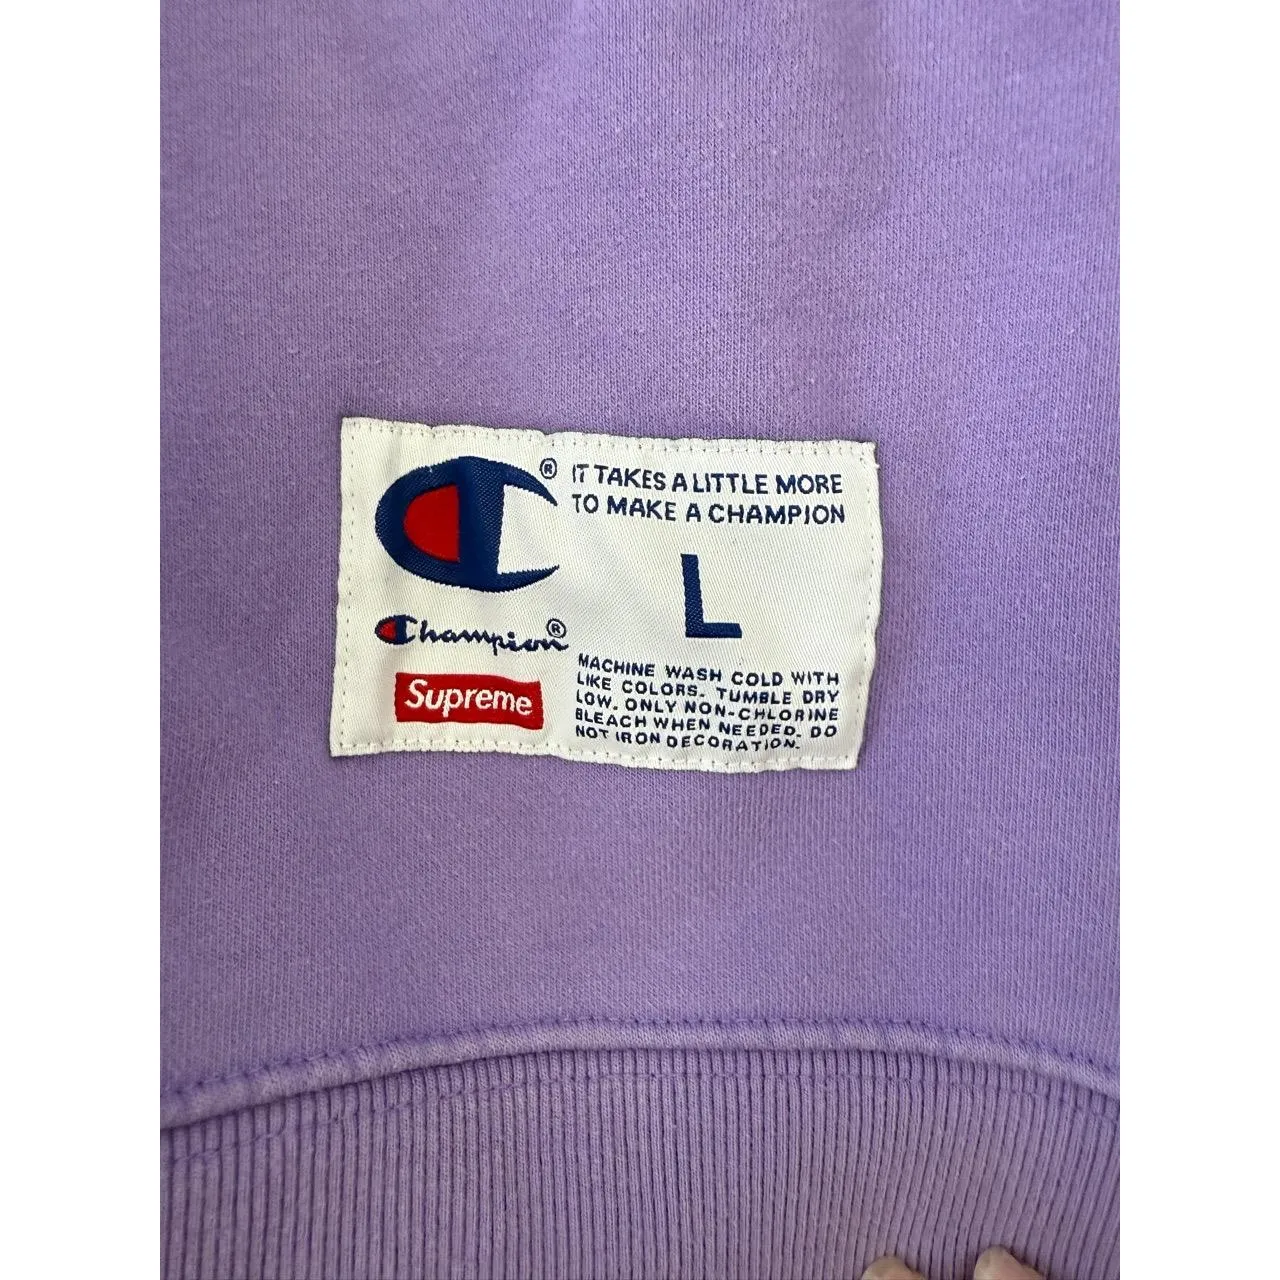 ®
IT TAKES A LITTLE MORE
TO MAKE A CHAMPION
L
Champion®
Supreme
MACHINE WASH COLD WITH
LIKE COLORS. TUMBLE DRY
LOW. ONLY NON-CHLORINE
BLEACH WHEN NEEDED. DO
NOT IRON DECORATION.